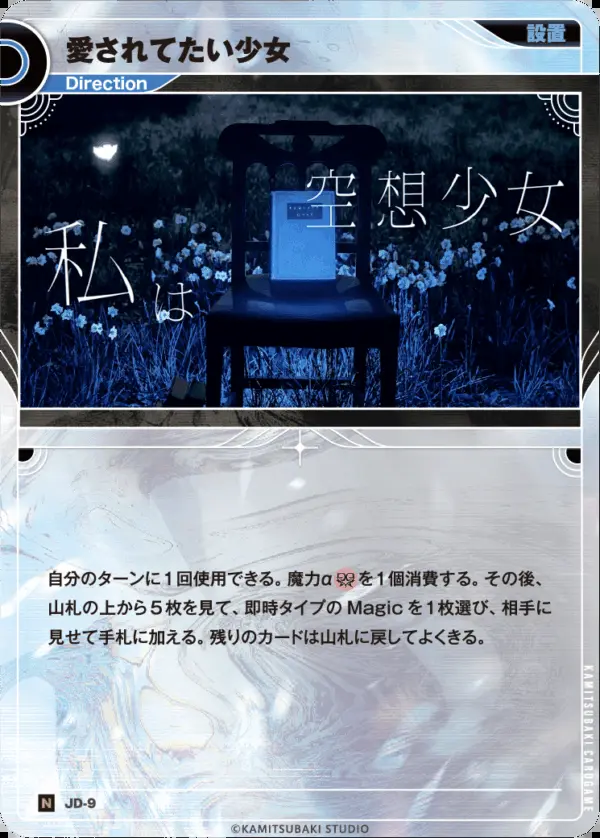 愛されてたい少女
設置
Direction
空想少女
私は
自分のターンに1回使用できる。魔力αを1個消費する。その後、
山札の上から5枚を見て、即時タイプの Magic を1枚選び、相手に
見せて手札に加える。残りのカードは山札に戻してよくきる。
KAMITSUBAKI CARDGAME
N JD-9
©KAMITSUBAKI STUDIO